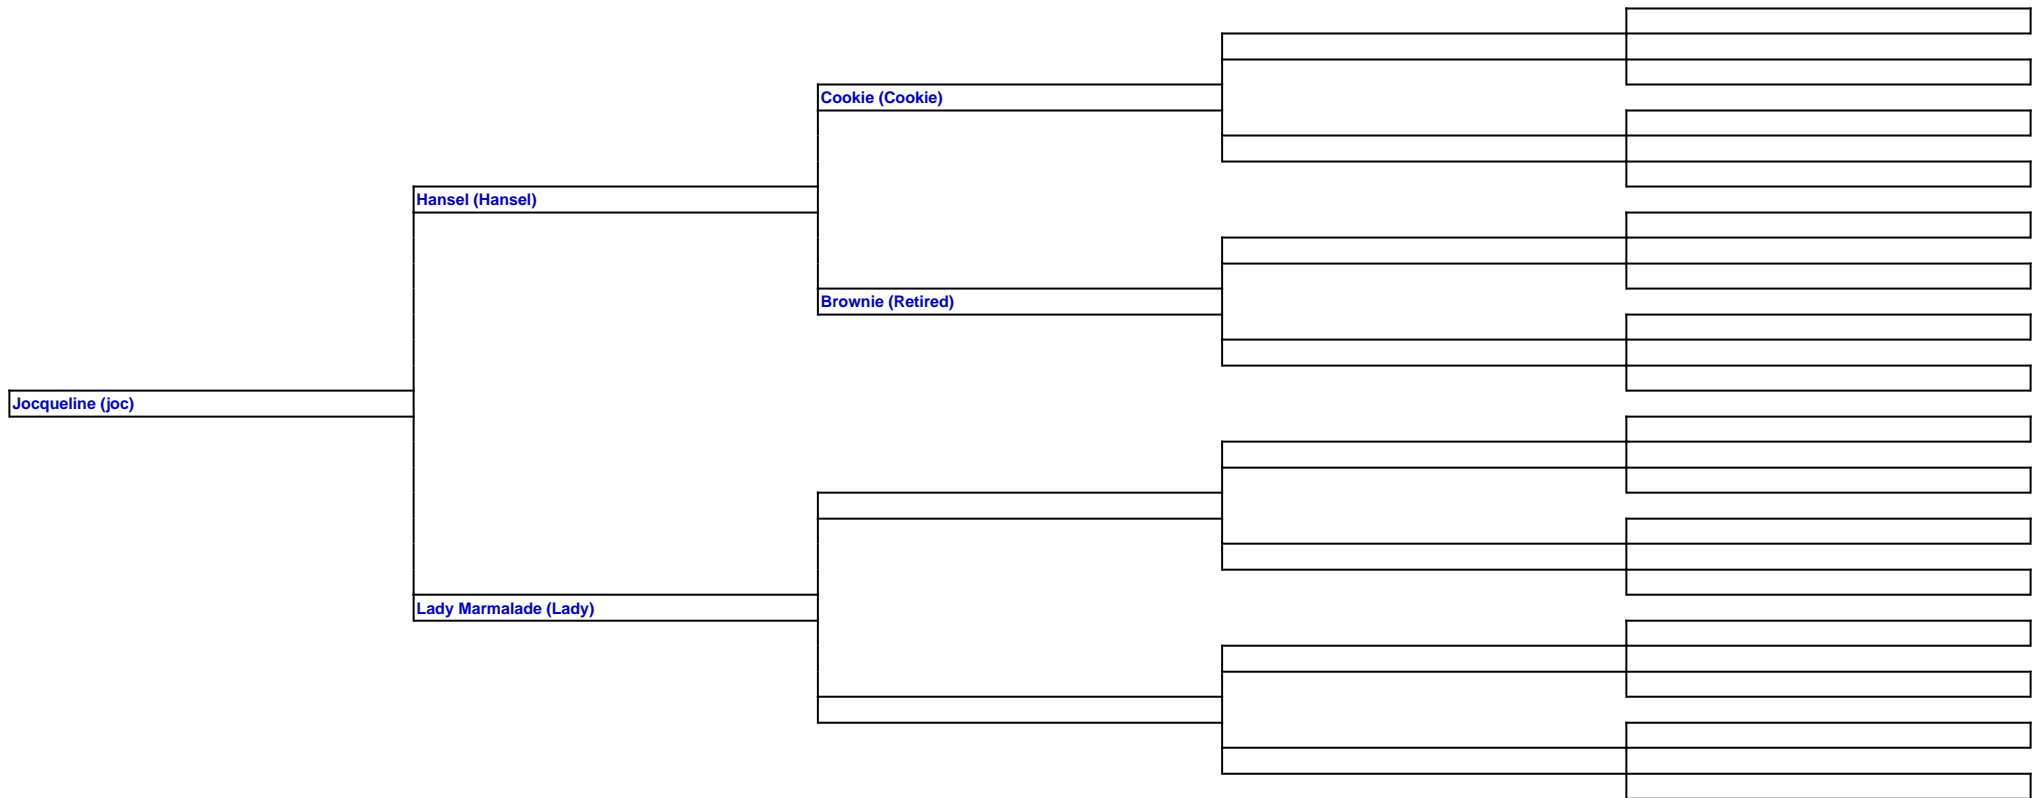 Cookie (Cookie)
Hansel (Hansel)
Brownie (Retired)
Jocqueline (joc)
Lady Marmalade (Lady)